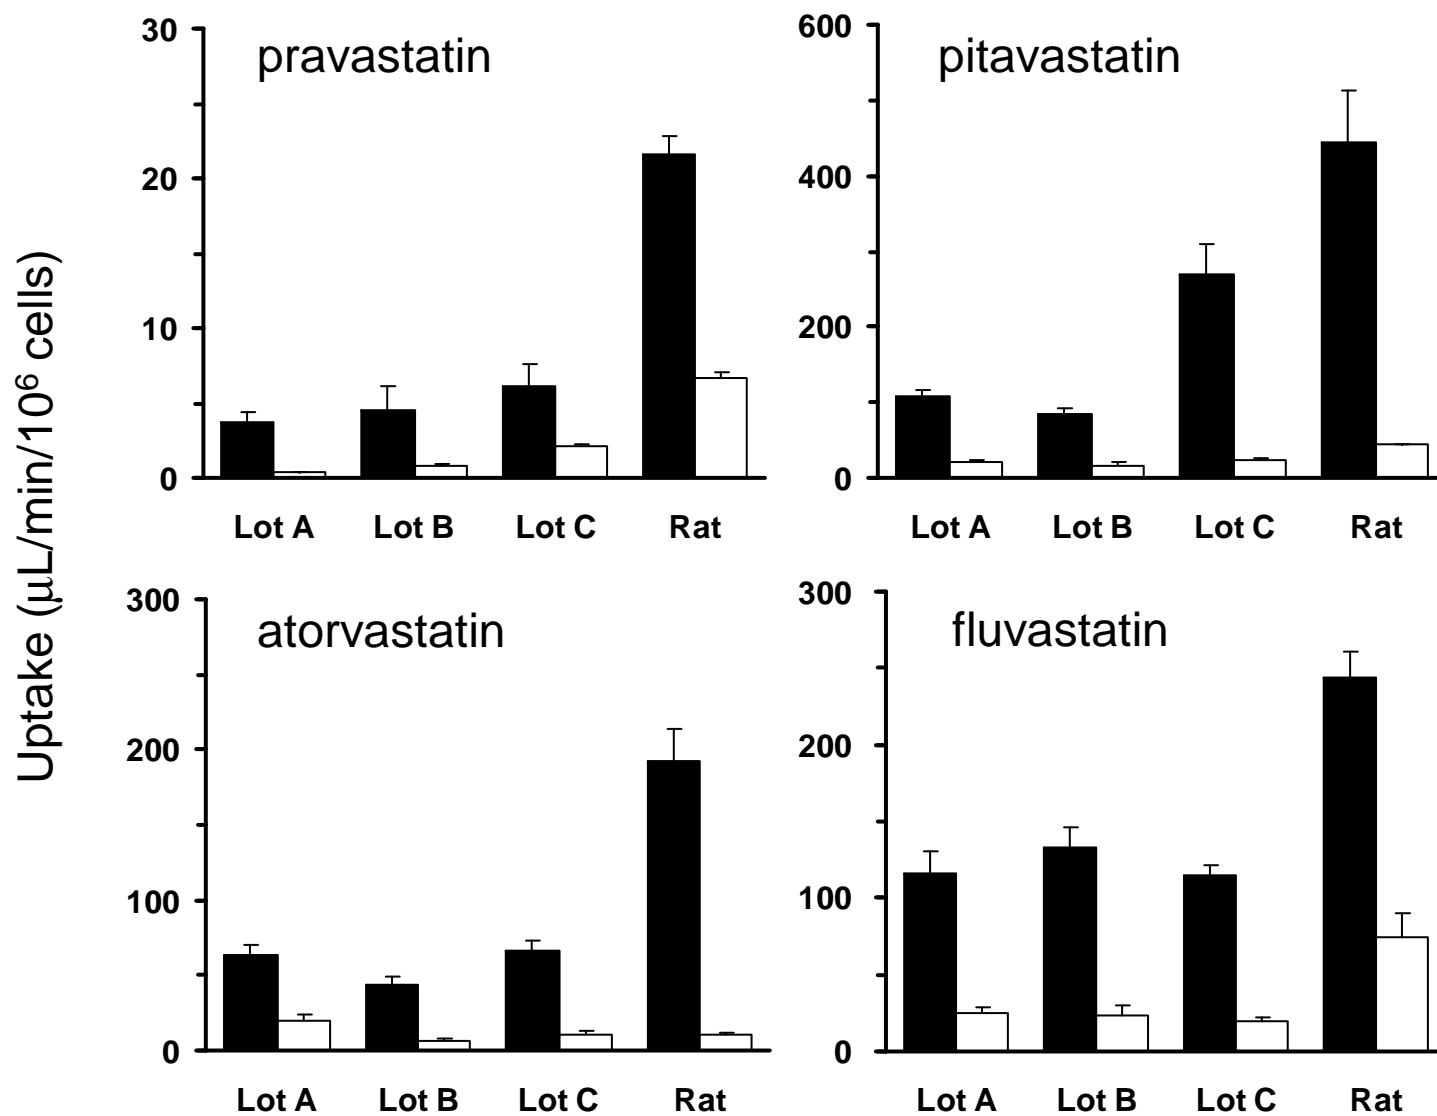 Uptake (μL/min/10⁶ cells)
pravastatin
30
20
10
0
Lot A Lot B Lot C Rat
pitavastatin
600
400
200
0
Lot A Lot B Lot C Rat
atorvastatin
300
200
100
0
Lot A Lot B Lot C Rat
fluvastatin
300
200
100
0
Lot A Lot B Lot C Rat